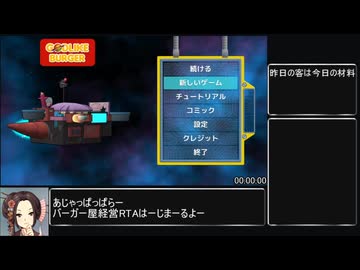 GODLIKE
BURGER
続ける
新しいゲーム
チュートリアル
コミック
設定
クレジット
終了
昨日の客は今日の材料
00:00:00
あじゃっぱっぱらー
バーガー屋経営RTAはーじまーるよー